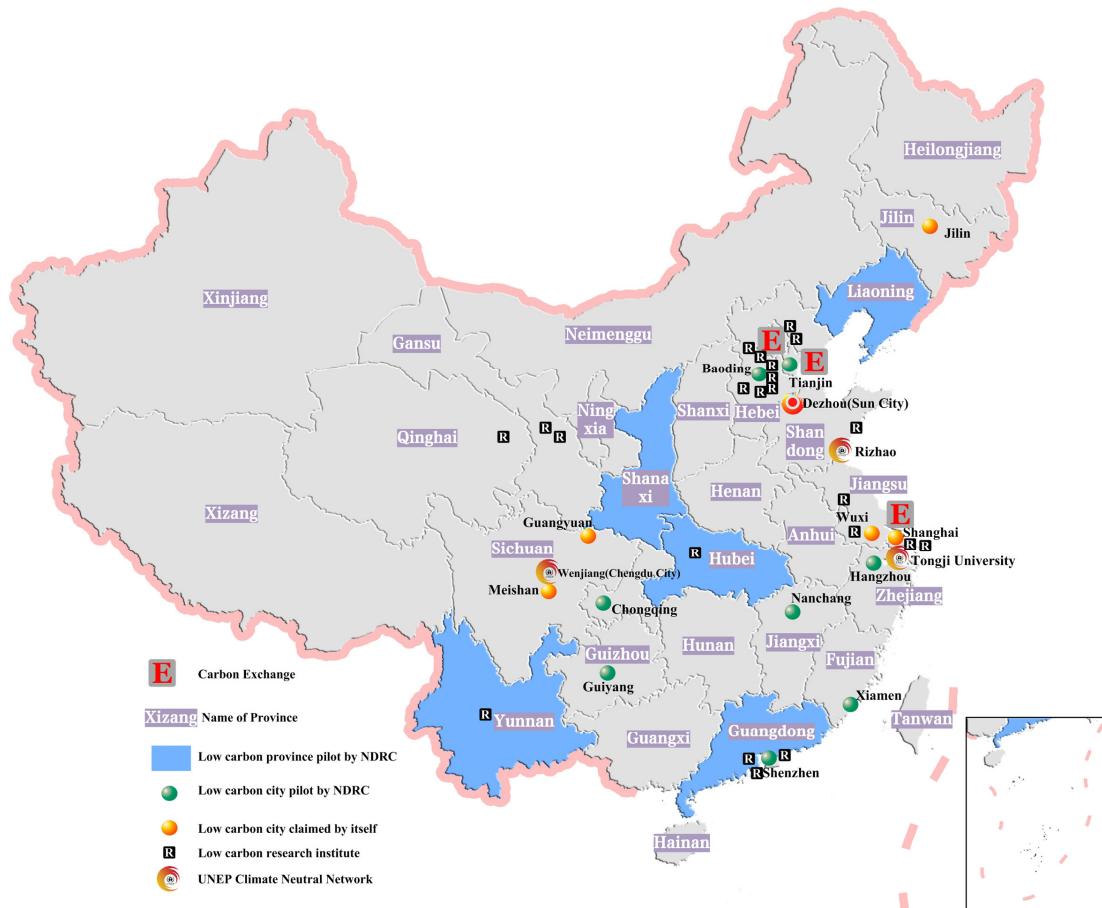 Heilongjiang
Jilin
Jilin
Liaoning
Xinjiang
Neimenggu
Gansu
R
E
R
R
R
Baoding
R
R
R
R
R
E
Tianjin
Ning
xia
Shanxi
Hebei
Dezhou(Sun City)
Qinghai
R
R
R
Shan
dong
R
Rizhao
Shana
xi
Henan
Jiangsu
R
Wuxi
R
E
Shanghai
R
R
Xizang
Guangyuan
Anhui
Sichuan
Wenjiang(Chengdu.City)
R
Hubei
Tongji University
Hangzhou
Meishan
Chongqing
Nanchang
Zhejiang
Guizhou
Guiyang
Hunan
Jiangxi
Fujian
Xiamen
R
Yunnan
Guangxi
Guangdong
R
R
R
Shenzhen
Tanwan
Hainan
E
Carbon Exchange
Xizang
Name of Province
Low carbon province pilot by NDRC
Low carbon city pilot by NDRC
Low carbon city claimed by itself
R
Low carbon research institute
UNEP Climate Neutral Network